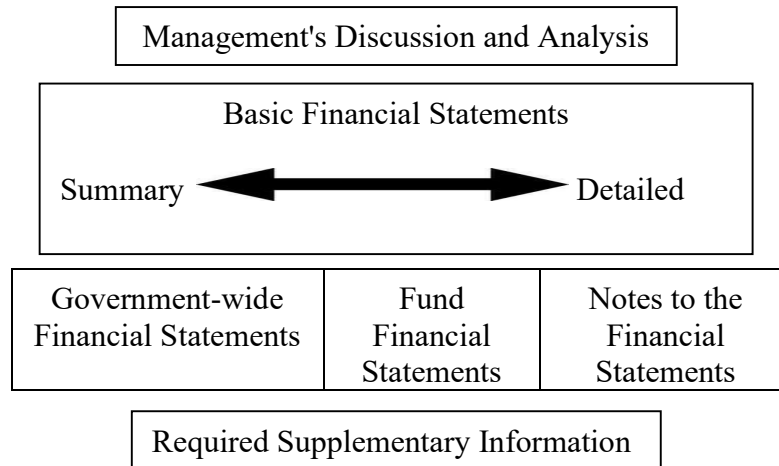 Management's Discussion and Analysis
Basic Financial Statements
Summary Detailed
Government-wide
Financial Statements
Fund
Financial
Statements
Notes to the
Financial
Statements
Required Supplementary Information